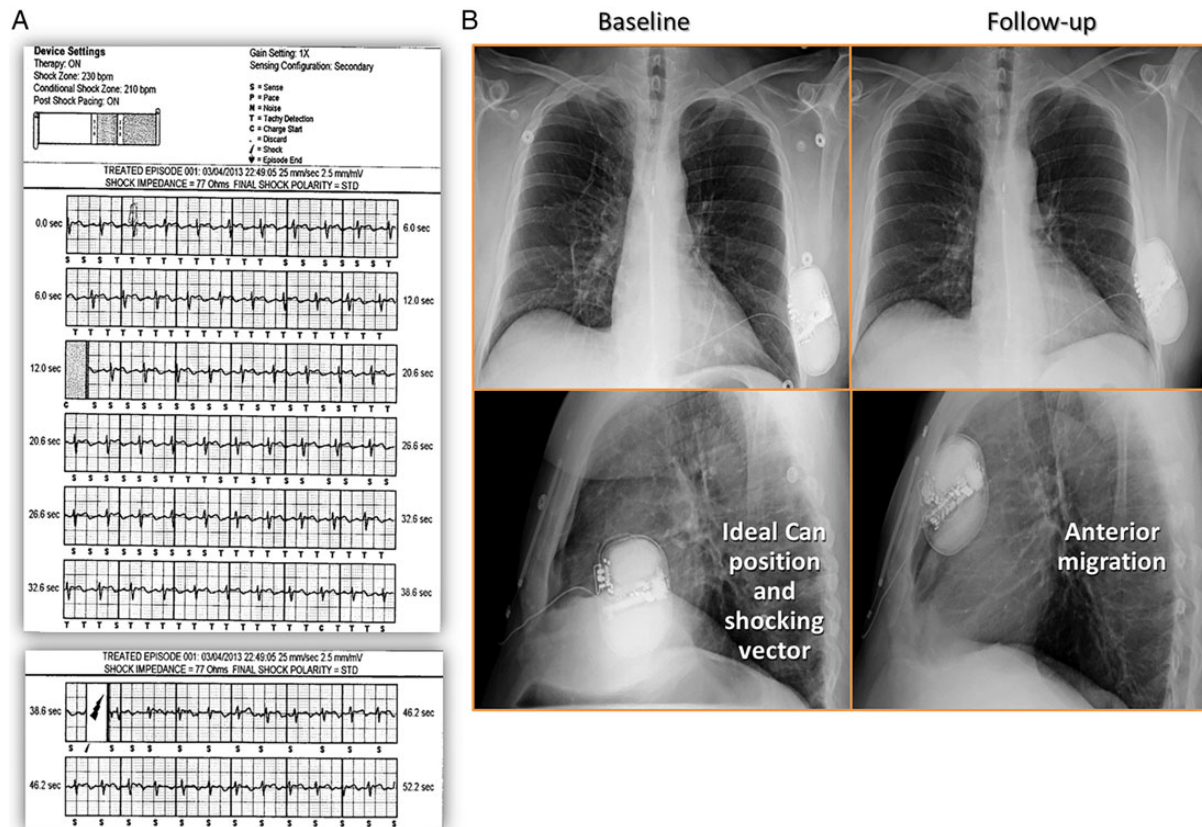 A
Device Settings
Therapy: ON
Shock Zone: 230 bpm
Conditional Shock Zone: 210 bpm
Post Shock Pacing: ON
Gain Setting: 1X
Sensing Configuration: Secondary
S = Sense
P = Pace
N = Noise
T = Tachy Detection
C = Charge Start
. = Discard
= Shock
= Episode End
TREATED EPISODE 001: 03/04/2013 22:49:05 25 mm/sec 2.5 mm/mV
SHOCK IMPEDANCE = 77 Ohms FINAL SHOCK POLARITY = STD
0.0 sec
6.0 sec
S S S T T T T T T T T T T S S S S S S T
6.0 sec
12.0 sec
12.0 sec
20.6 sec
20.6 sec
26.6 sec
26.6 sec
32.6 sec
32.6 sec
38.6 sec
TREATED EPISODE 001: 03/04/2013 22:49:05 25 mm/sec 2.5 mm/mV
SHOCK IMPEDANCE = 77 Ohms FINAL SHOCK POLARITY = STD
38.6 sec
46.2 sec
S S S S S S S S S S S
46.2 sec
52.2 sec
S S S S S S S S S S S S
B
Baseline
Follow-up
Ideal Can
position
and
shocking
vector
Anterior
migration